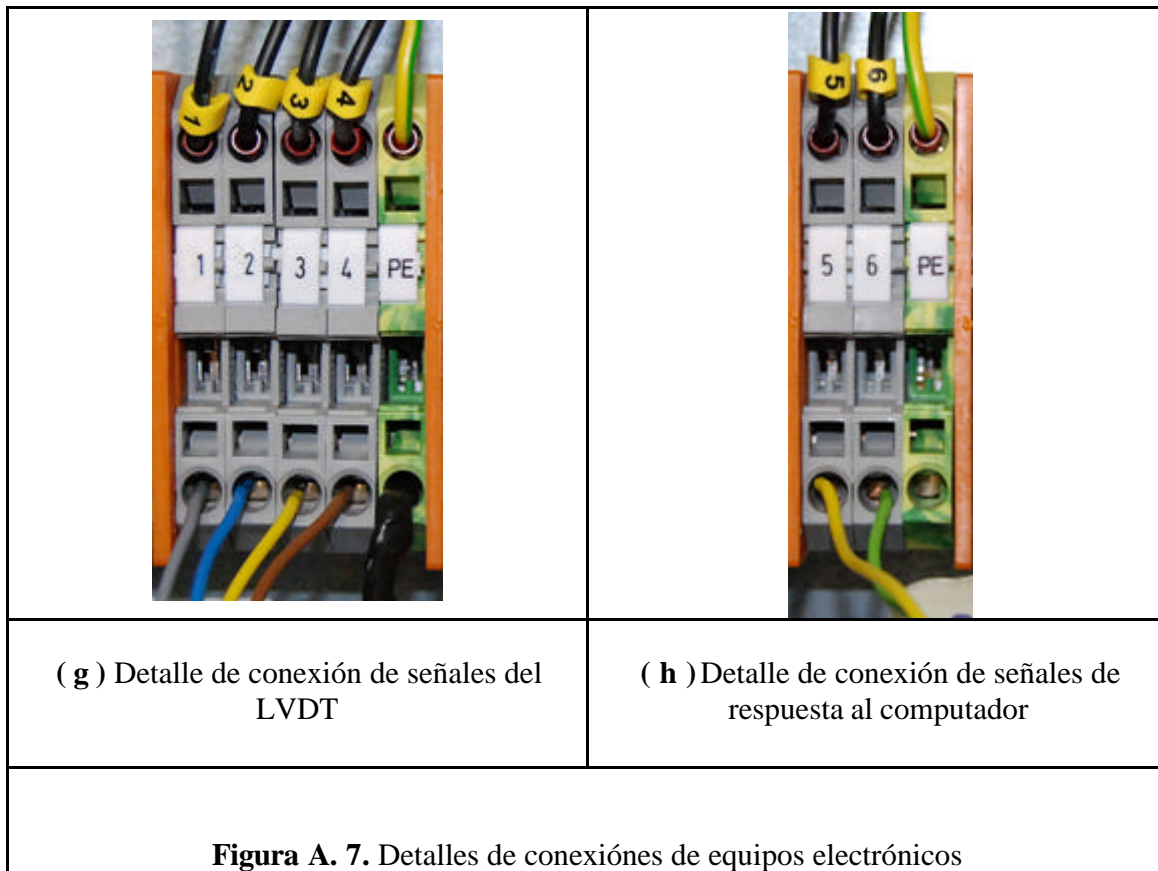 1 2 3 4
1 2 3 4 PE
5 6
5 6 PE
( g ) Detalle de conexión de señales del
LVDT
( h ) Detalle de conexión de señales de
respuesta al computador
Figura A. 7. Detalles de conexiónes de equipos electrónicos